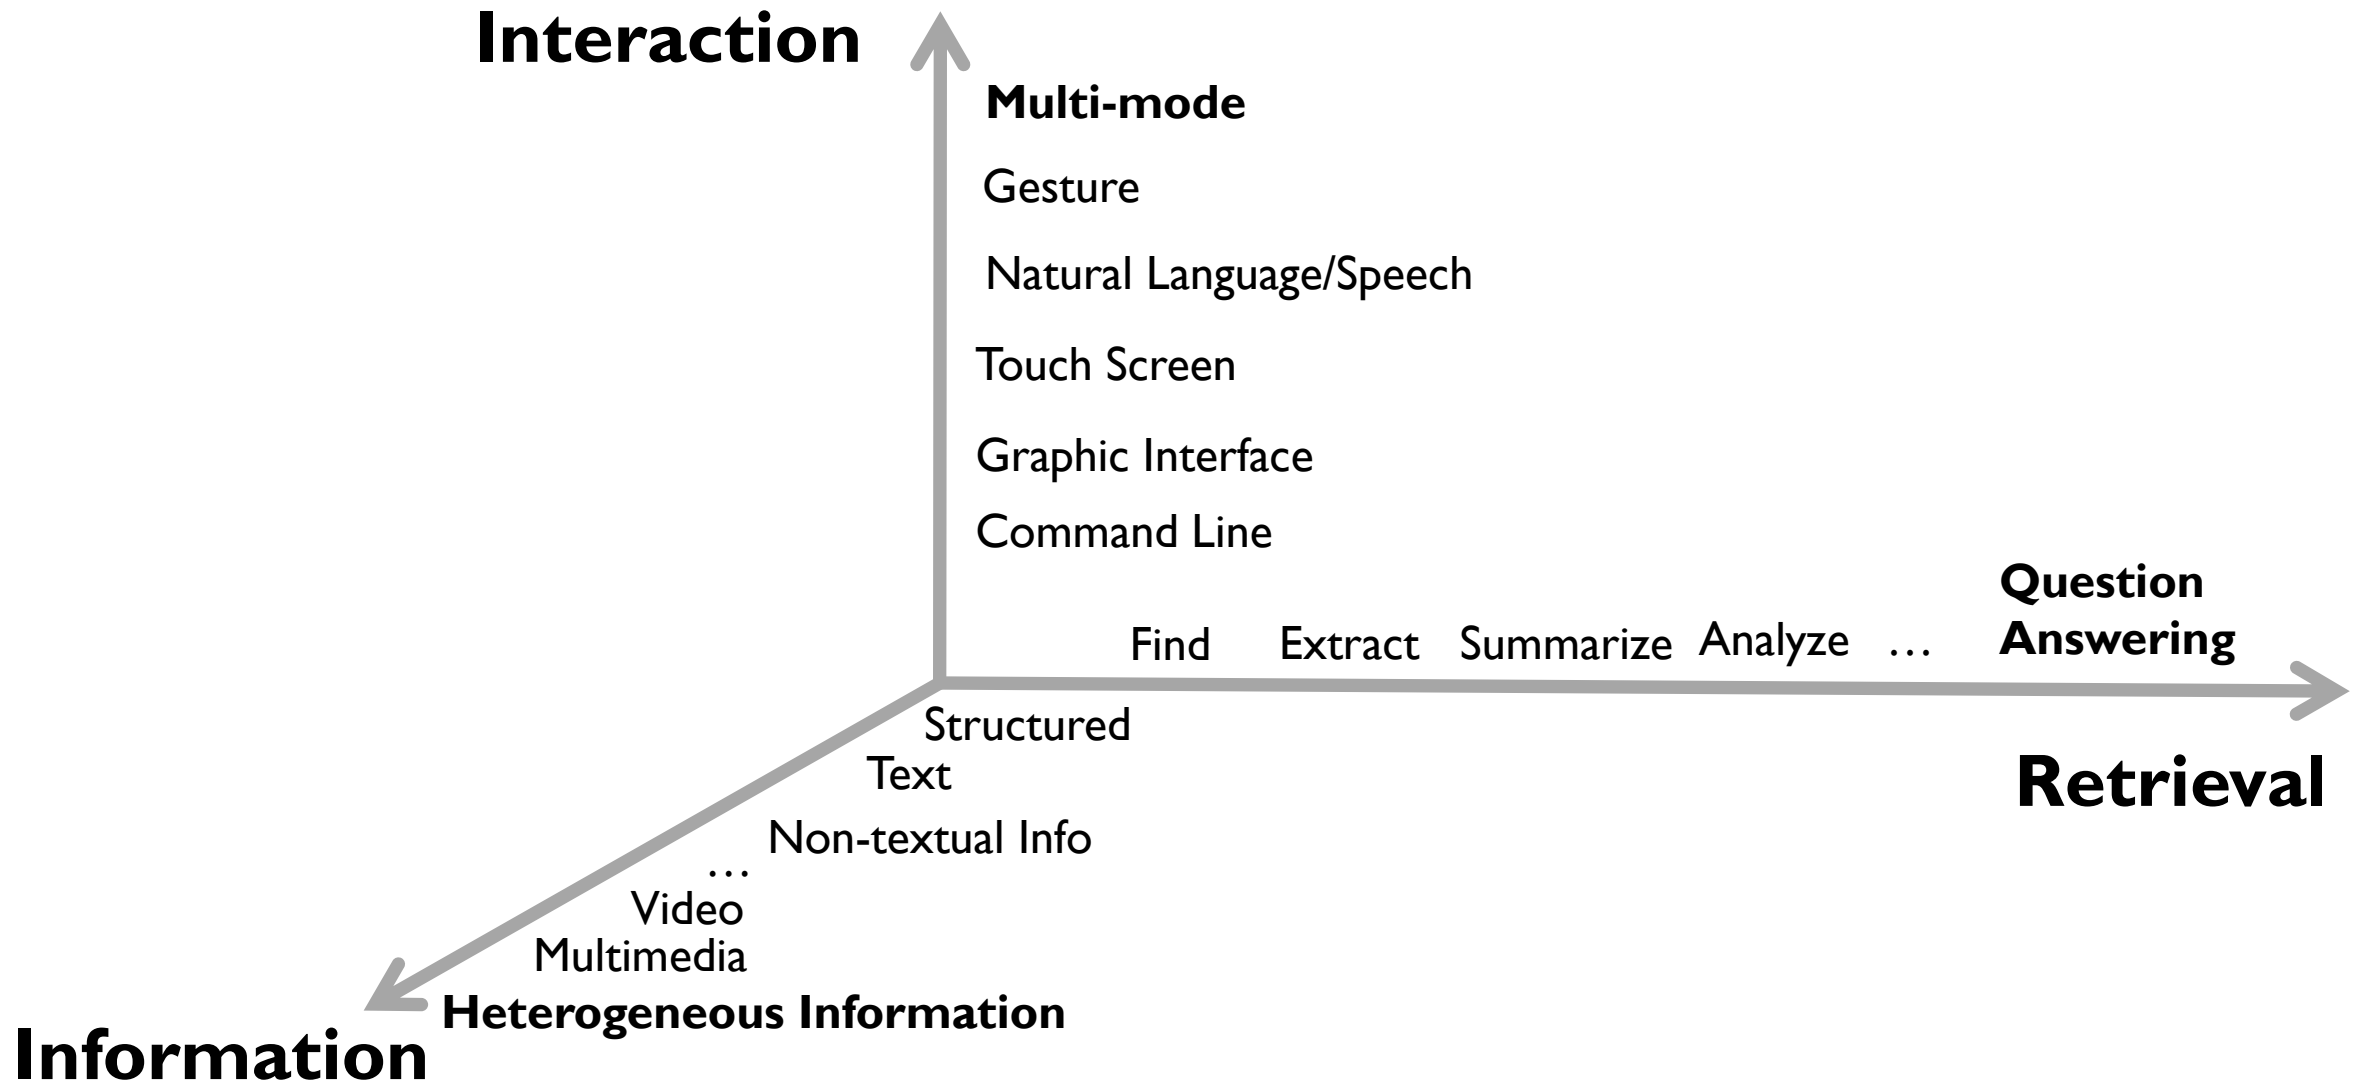 Interaction
Multi-mode
Gesture
Natural Language/Speech
Touch Screen
Graphic Interface
Command Line
Question
Answering
Find Extract Summarize Analyze …
Structured
Text
Retrieval
Non-textual Info
…
Video
Multimedia
Heterogeneous Information
Information